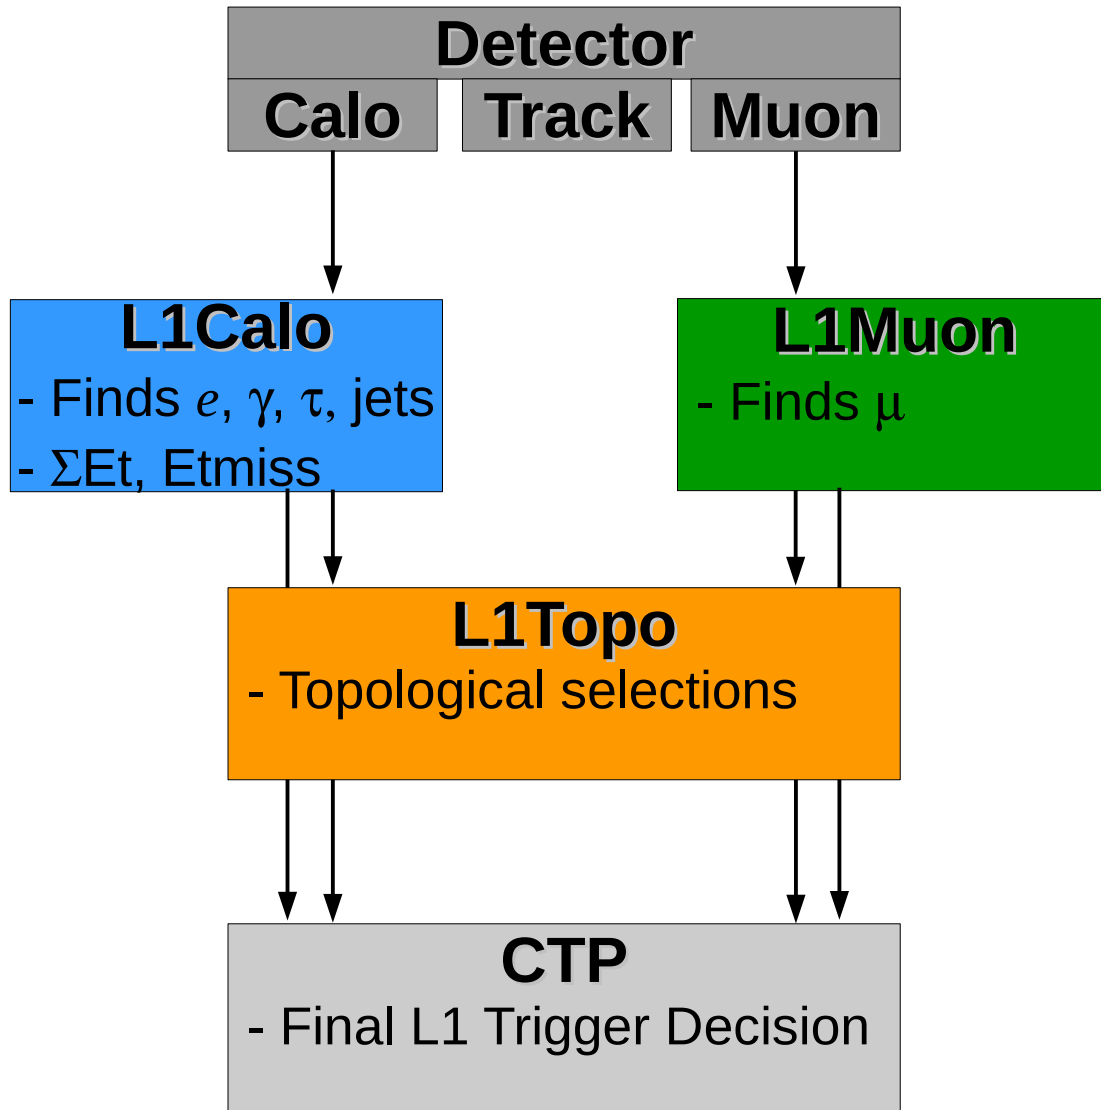 Detector
Calo Track Muon
L1Calo
- Finds e, γ, τ, jets
- ΣEt, Etmiss
L1Muon
- Finds μ
L1Topo
- Topological selections
CTP
- Final L1 Trigger Decision